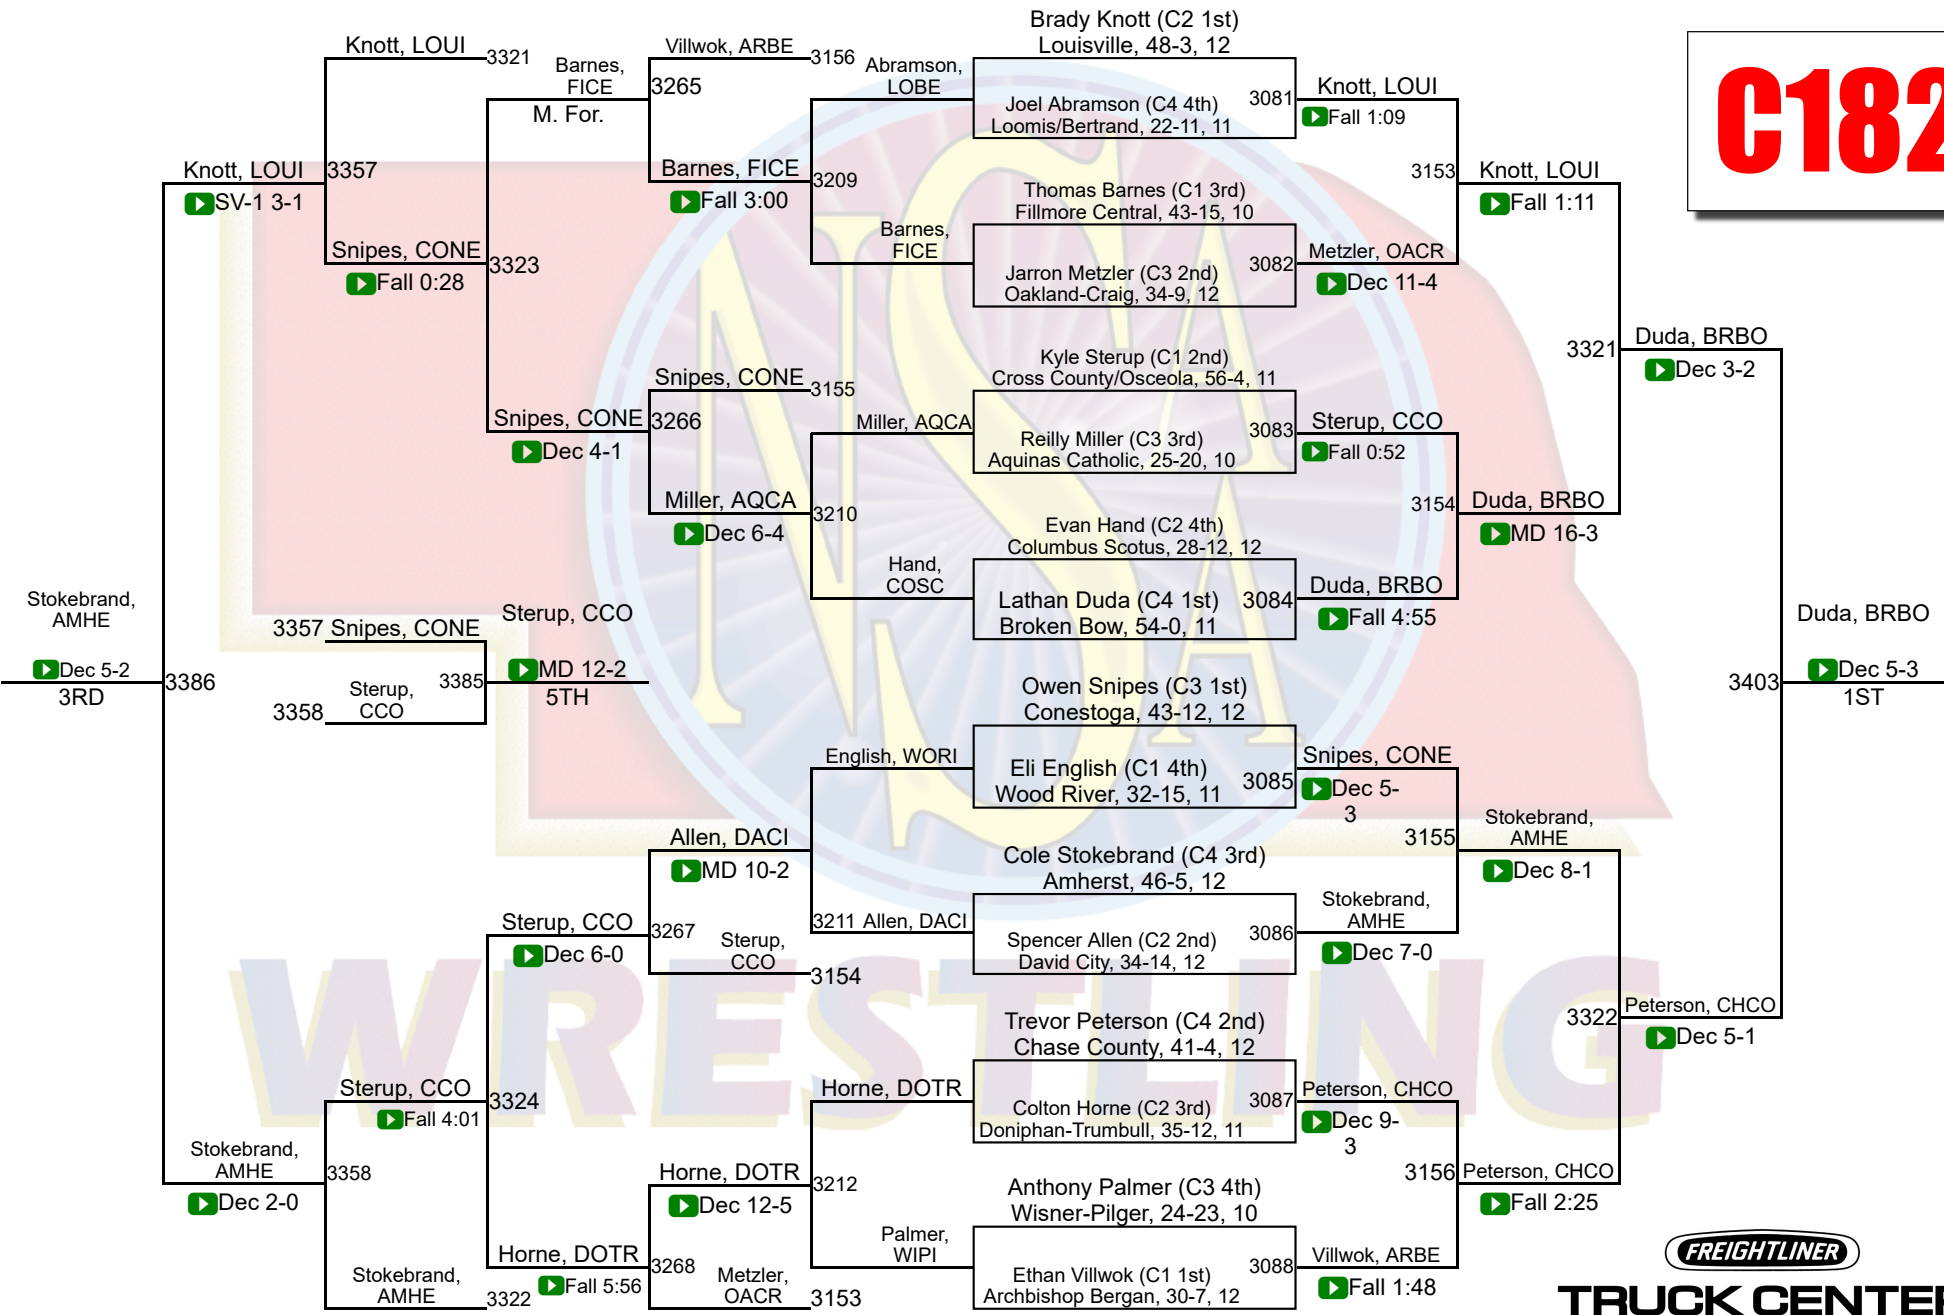 Brady Knott (C2 1st)
Louisville, 48-3, 12
C182
Knott, LOUI
3321
Barnes,
FICE
M. For.
Villwok, ARBE
3156
3265
Abramson,
LOBE
Joel Abramson (C4 4th)
Loomis/Bertrand, 22-11, 11
3081
Knott, LOUI
Fall 1:09
Knott, LOUI
SV-1 3-1
3357
Barnes, FICE
Fall 3:00
3209
Thomas Barnes (C1 3rd)
Fillmore Central, 43-15, 10
3153
Knott, LOUI
Fall 1:11
Snipes, CONE
Fall 0:28
3323
Barnes,
FICE
Jarron Metzler (C3 2nd)
Oakland-Craig, 34-9, 12
3082
Metzler, OACR
Dec 11-4
3321
Duda, BRBO
Dec 3-2
Kyle Sterup (C1 2nd)
Cross County/Osceola, 56-4, 11
Snipes, CONE
3155
Snipes, CONE
Dec 4-1
3266
Miller, AQCA
Reilly Miller (C3 3rd)
Aquinas Catholic, 25-20, 10
3083
Sterup, CCO
Fall 0:52
Miller, AQCA
Dec 6-4
3210
Evan Hand (C2 4th)
Columbus Scotus, 28-12, 12
3154
Duda, BRBO
MD 16-3
Hand,
COSC
Lathan Duda (C4 1st)
Broken Bow, 54-0, 11
3084
Duda, BRBO
Fall 4:55
Stokebrand,
AMHE
Dec 5-2
3RD
3386
3357
Snipes, CONE
3358
Sterup,
CCO
3385
Sterup, CCO
MD 12-2
5TH
Duda, BRBO
3403
Dec 5-3
1ST
Owen Snipes (C3 1st)
Conestoga, 43-12, 12
English, WORI
Eli English (C1 4th)
Wood River, 32-15, 11
3085
Snipes, CONE
Dec 5-
3
Allen, DACI
MD 10-2
3155
Stokebrand,
AMHE
Dec 8-1
Cole Stokebrand (C4 3rd)
Amherst, 46-5, 12
Sterup, CCO
Dec 6-0
3267
Sterup,
CCO
3154
3211
Allen, DACI
Spencer Allen (C2 2nd)
David City, 34-14, 12
3086
Stokebrand,
AMHE
Dec 7-0
3322
Peterson, CHCO
Dec 5-1
Trevor Peterson (C4 2nd)
Chase County, 41-4, 12
Sterup, CCO
Fall 4:01
3324
Horne, DOTR
Colton Horne (C2 3rd)
Doniphan-Trumbull, 35-12, 11
3087
Peterson, CHCO
Dec 9-
3
Stokebrand,
AMHE
Dec 2-0
3358
Horne, DOTR
Dec 12-5
3212
Anthony Palmer (C3 4th)
Wisner-Pilger, 24-23, 10
3156
Peterson, CHCO
Fall 2:25
Horne, DOTR
Fall 5:56
3268
Palmer,
WIPI
Ethan Villwok (C1 1st)
Archbishop Bergan, 30-7, 12
3088
Villwok, ARBE
Fall 1:48
Stokebrand,
AMHE
3322
Metzler,
OACR
3153
NSAA
WRESTLING
FREIGHTLINER
TRUCK CENTER